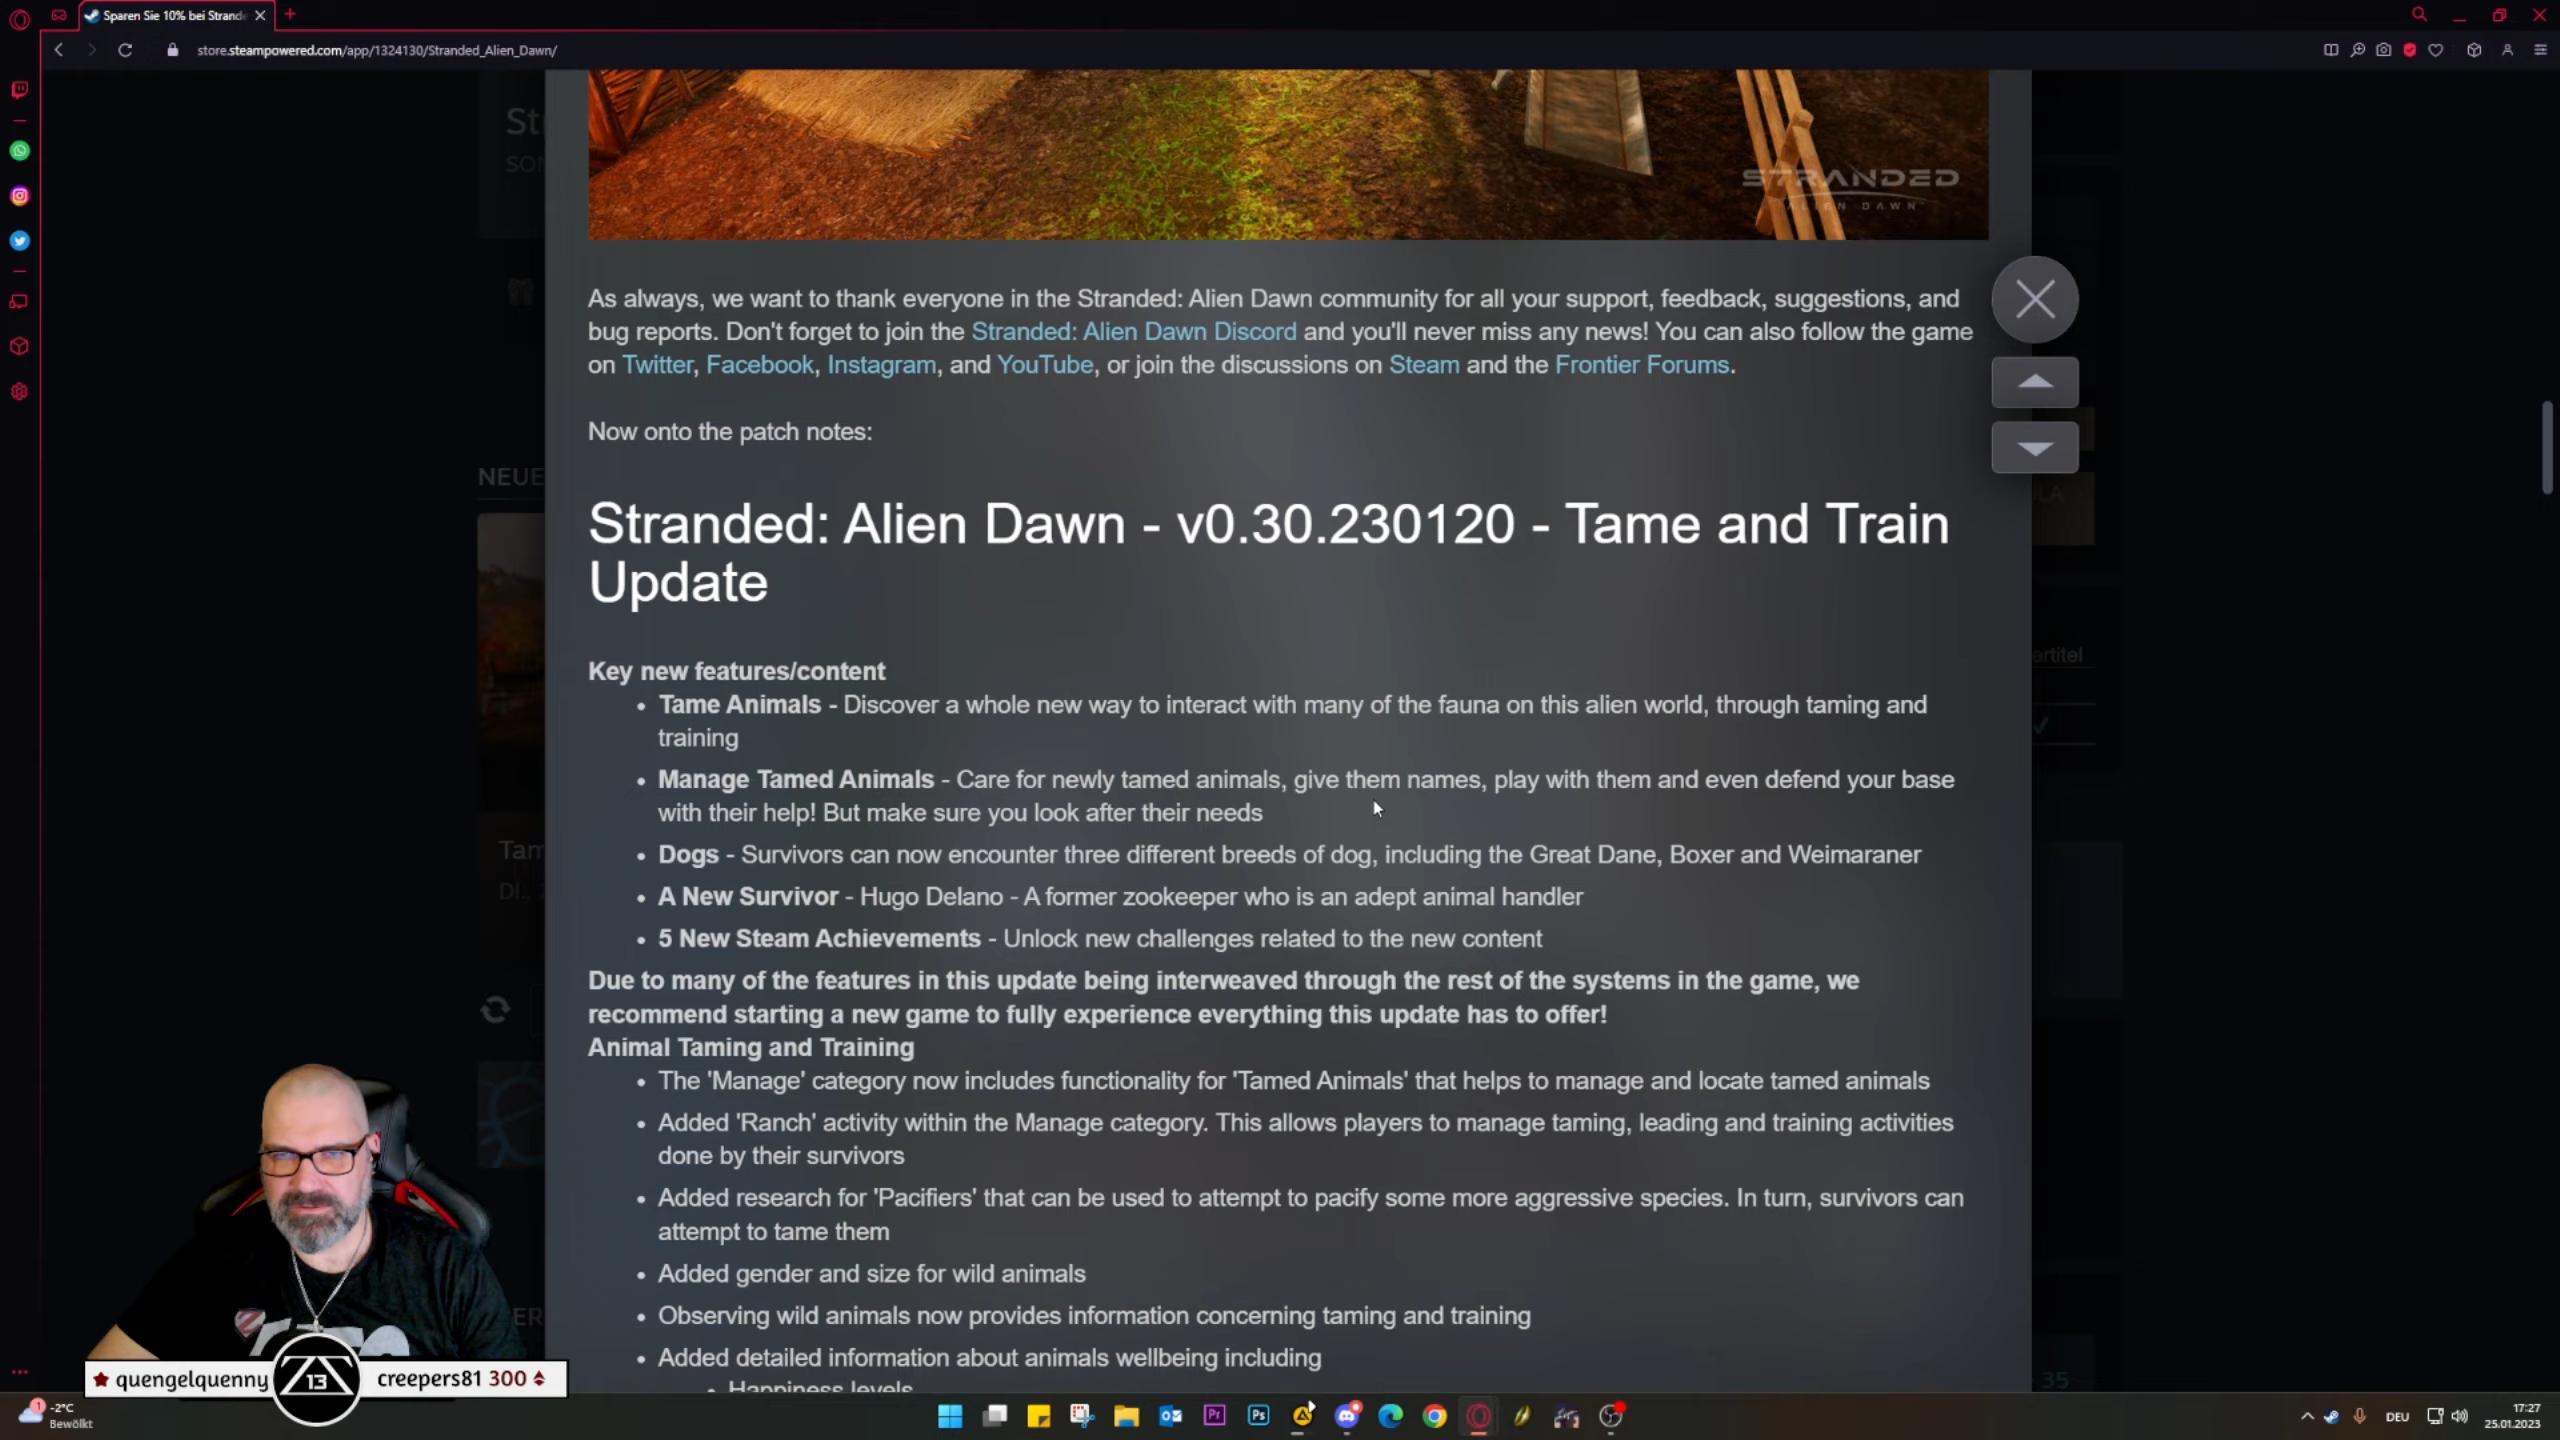 Sparen Sie 10% bei Strande
store.steampowered.com/app/1324130/Stranded_Alien_Dawn/
STRANDED
ALIEN DAWN
As always, we want to thank everyone in the Stranded: Alien Dawn community for all your support, feedback, suggestions, and
bug reports. Don't forget to join the Stranded: Alien Dawn Discord and you'll never miss any news! You can also follow the game
on Twitter, Facebook, Instagram, and YouTube, or join the discussions on Steam and the Frontier Forums.
Now onto the patch notes:
NEUE
Stranded: Alien Dawn - v0.30.230120 - Tame and Train
Update
Key new features/content
• Tame Animals - Discover a whole new way to interact with many of the fauna on this alien world, through taming and
training
• Manage Tamed Animals - Care for newly tamed animals, give them names, play with them and even defend your base
with their help! But make sure you look after their needs
• Dogs - Survivors can now encounter three different breeds of dog, including the Great Dane, Boxer and Weimaraner
• A New Survivor - Hugo Delano - A former zookeeper who is an adept animal handler
• 5 New Steam Achievements - Unlock new challenges related to the new content
Due to many of the features in this update being interweaved through the rest of the systems in the game, we
recommend starting a new game to fully experience everything this update has to offer!
Animal Taming and Training
• The 'Manage' category now includes functionality for 'Tamed Animals' that helps to manage and locate tamed animals
• Added 'Ranch' activity within the Manage category. This allows players to manage taming, leading and training activities
done by their survivors
• Added research for 'Pacifiers' that can be used to attempt to pacify some more aggressive species. In turn, survivors can
attempt to tame them
• Added gender and size for wild animals
• Observing wild animals now provides information concerning taming and training
• Added detailed information about animals wellbeing including
• Happiness levels
Str
SOM
Tam
DI.,
ertitel
LA
ER
35
quengelquenny
13
creepers81 300
1
-2°C
Bewölkt
Pr
Ps
DEU
17:27
25.01.2023